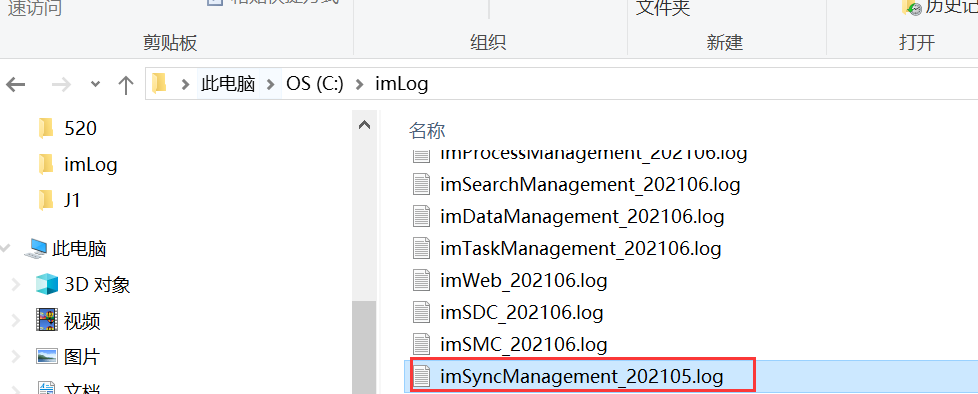 速访问
粘贴快捷方式
文件夹
历史记
剪贴板
组织
新建
打开
此电脑
OS (C:)
imLog
520
imLog
J1
此电脑
3D 对象
视频
图片
文档
名称
imProcessManagement_202106.log
imSearchManagement_202106.log
imDataManagement_202106.log
imTaskManagement_202106.log
imWeb_202106.log
imSDC_202106.log
imSMC_202106.log
imSyncManagement_202105.log